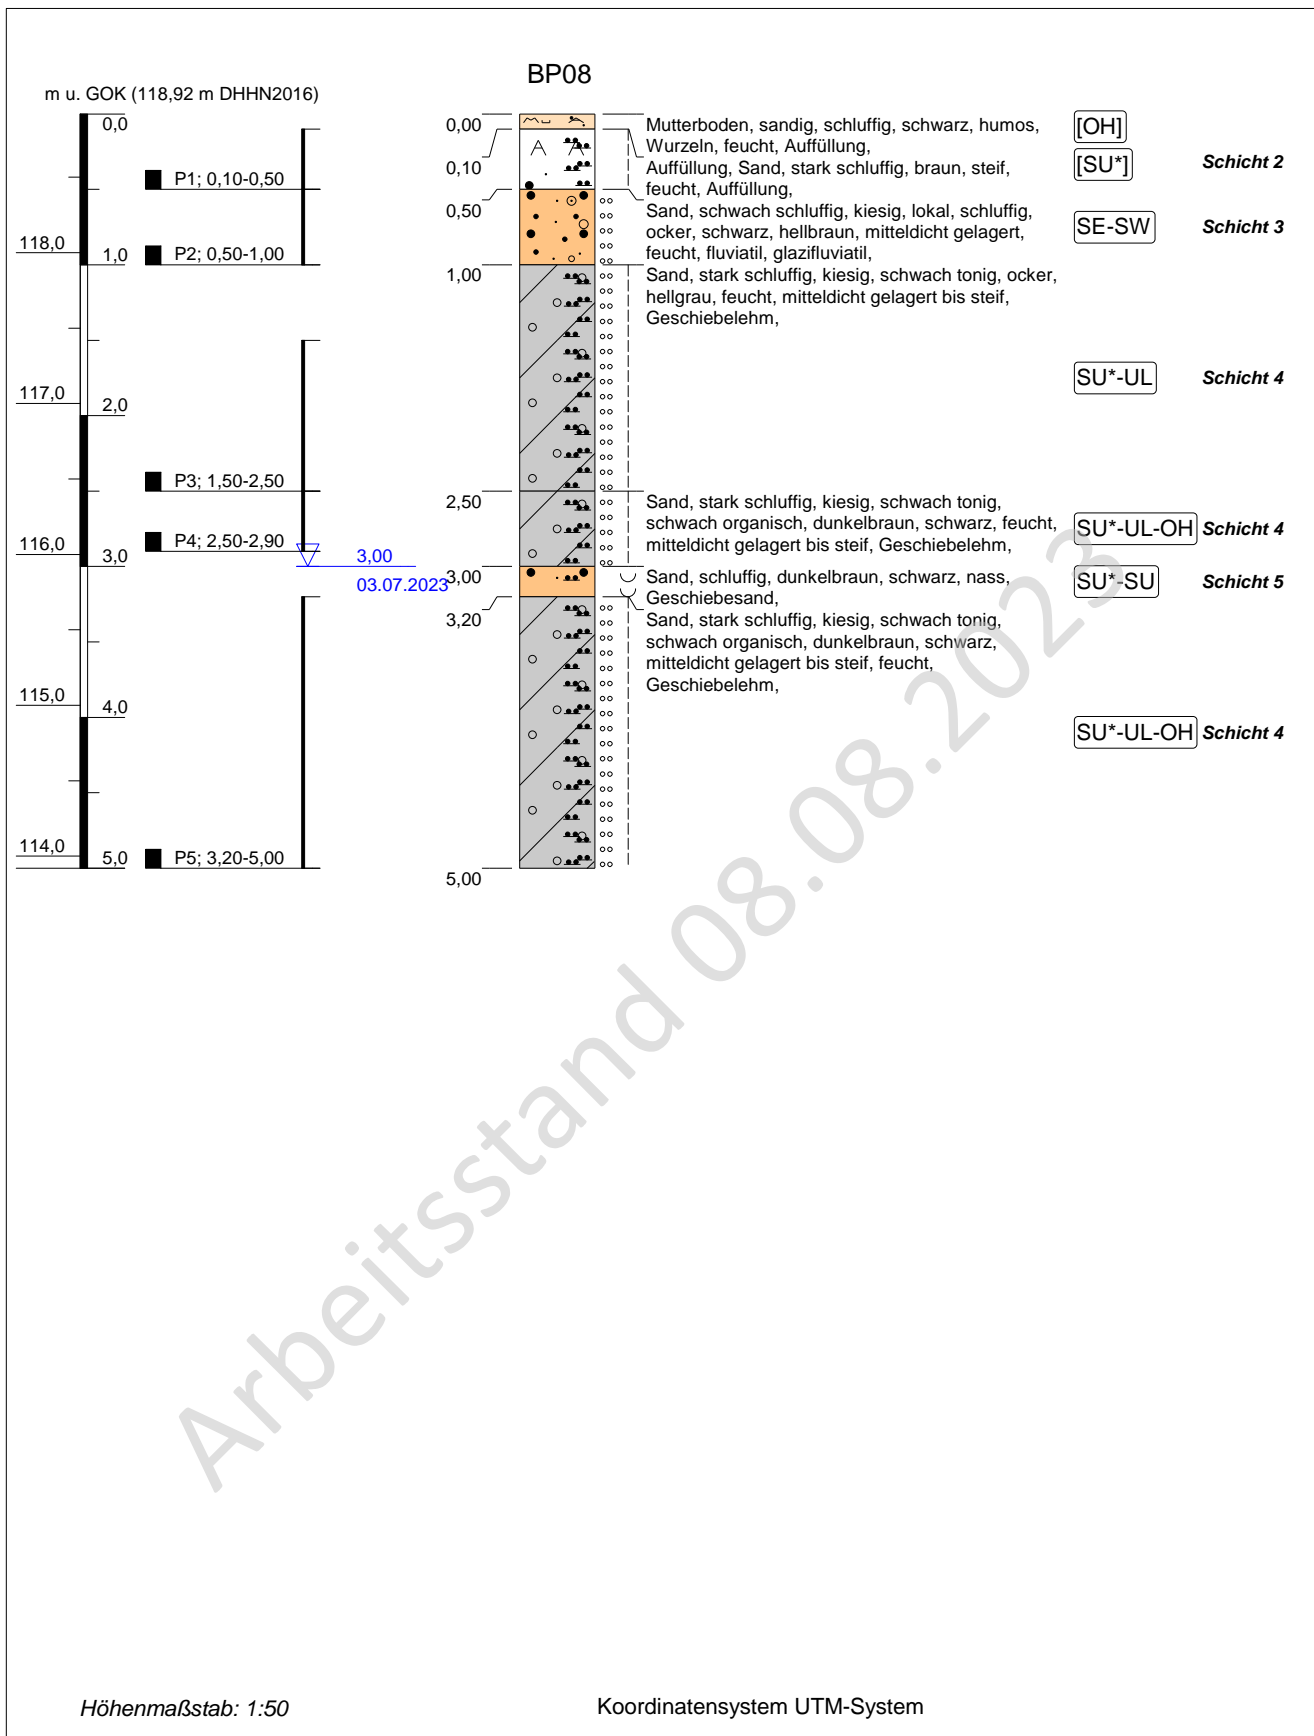 BP08
m u. GOK (118,92 m DHHN2016)
0,0
P1; 0,10-0,50
118,0
1,0
P2; 0,50-1,00
117,0
2,0
P3; 1,50-2,50
P4; 2,50-2,90
116,0
3,0
3,00
03.07.2023
115,0
4,0
114,0
5,0
P5; 3,20-5,00
0,00
Mutterboden, sandig, schluffig, schwarz, humos,
Wurzeln, feucht, Auffüllung,
[OH]
0,10
Auffüllung, Sand, stark schluffig, braun, steif,
feucht, Auffüllung,
[SU*]
Schicht 2
0,50
Sand, schwach schluffig, kiesig, lokal, schluffig,
ocker, schwarz, hellbraun, mitteldicht gelagert,
feucht, fluviatil, glazifluviatil,
SE-SW
Schicht 3
1,00
Sand, stark schluffig, kiesig, schwach tonig, ocker,
hellgrau, feucht, mitteldicht gelagert bis steif,
Geschiebelehm,
SU*-UL
Schicht 4
2,50
Sand, stark schluffig, kiesig, schwach tonig,
schwach organisch, dunkelbraun, schwarz, feucht,
mitteldicht gelagert bis steif, Geschiebelehm,
SU*-UL-OH
Schicht 4
3,00
Sand, schluffig, dunkelbraun, schwarz, nass,
Geschiebesand,
SU*-SU
Schicht 5
3,20
Sand, stark schluffig, kiesig, schwach tonig,
schwach organisch, dunkelbraun, schwarz,
mitteldicht gelagert bis steif, feucht,
Geschiebelehm,
SU*-UL-OH
Schicht 4
5,00
Arbeitsstand 08.08.2023
Höhenmaßstab: 1:50
Koordinatensystem UTM-System